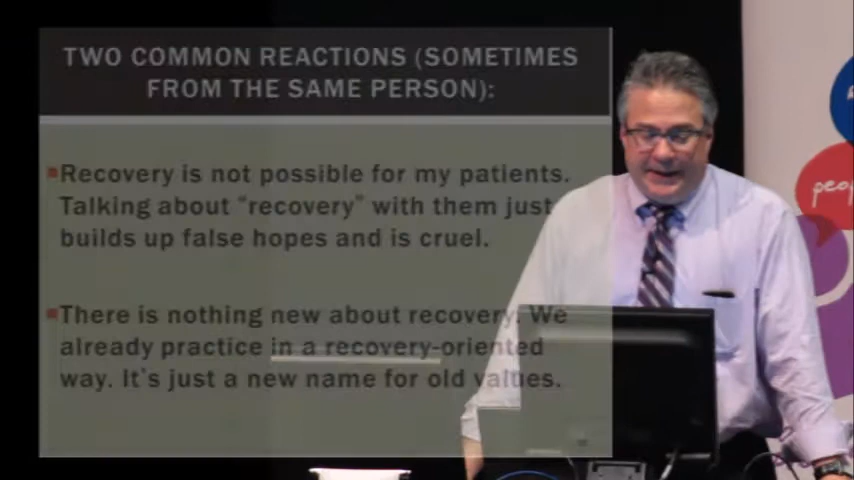 TWO COMMON REACTIONS (SOMETIMES
FROM THE SAME PERSON):
Recovery is not possible for my patients.
Talking about "recovery" with them just
builds up false hopes and is cruel.
There is nothing new about recovery. We
already practice in a recovery-oriented
way. It's just a new name for old values.